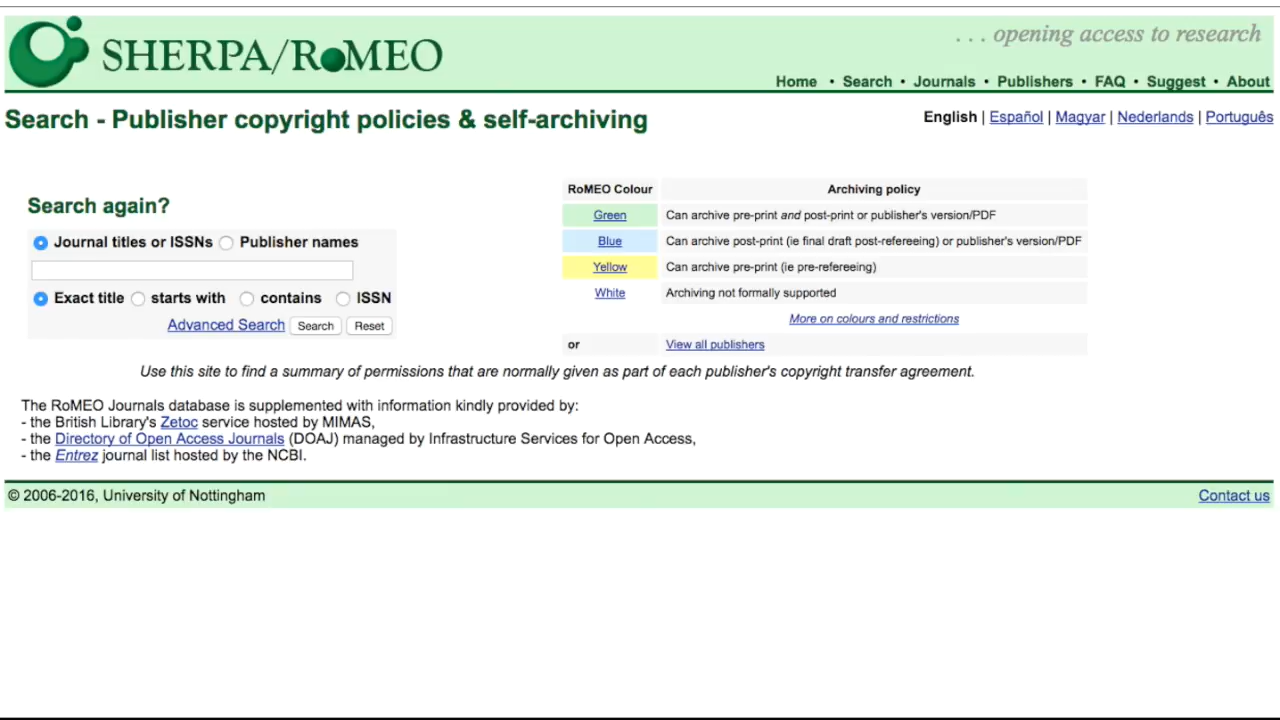 SHERPA/RoMEO
. . . opening access to research
Home • Search • Journals • Publishers • FAQ • Suggest • About
Search - Publisher copyright policies & self-archiving
English | Español | Magyar | Nederlands | Português
Search again?
Journal titles or ISSNs Publisher names
Exact title starts with contains ISSN
Advanced Search Search Reset
RoMEO Colour Archiving policy
Green Can archive pre-print and post-print or publisher's version/PDF
Blue Can archive post-print (ie final draft post-refereeing) or publisher's version/PDF
Yellow Can archive pre-print (ie pre-refereeing)
White Archiving not formally supported
More on colours and restrictions
or View all publishers
Use this site to find a summary of permissions that are normally given as part of each publisher's copyright transfer agreement.
The RoMEO Journals database is supplemented with information kindly provided by:
- the British Library's Zetoc service hosted by MIMAS,
- the Directory of Open Access Journals (DOAJ) managed by Infrastructure Services for Open Access,
- the Entrez journal list hosted by the NCBI.
© 2006-2016, University of Nottingham
Contact us